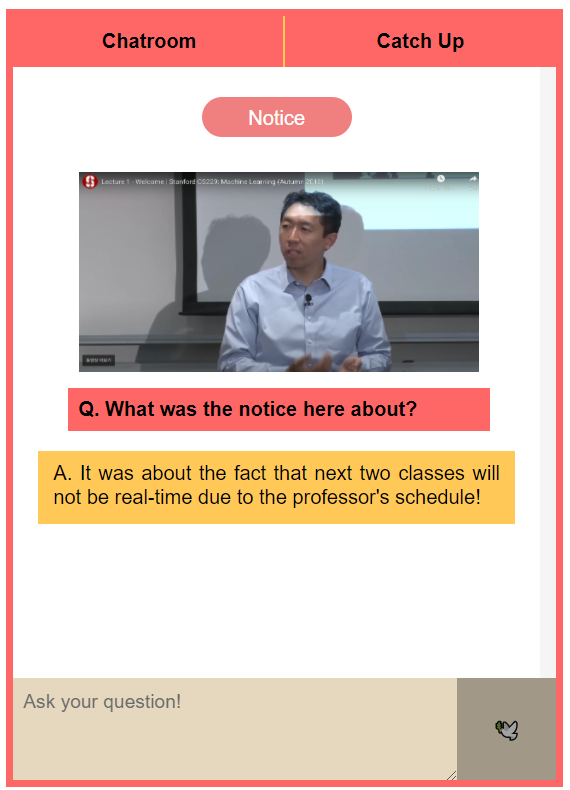 Chatroom
Catch Up
Notice
Lecture 1 - Welcome | Stanford CS229: Machine Learning (Autumn 2018)
Q. What was the notice here about?
A. It was about the fact that next two classes will
not be real-time due to the professor's schedule!
Ask your question!